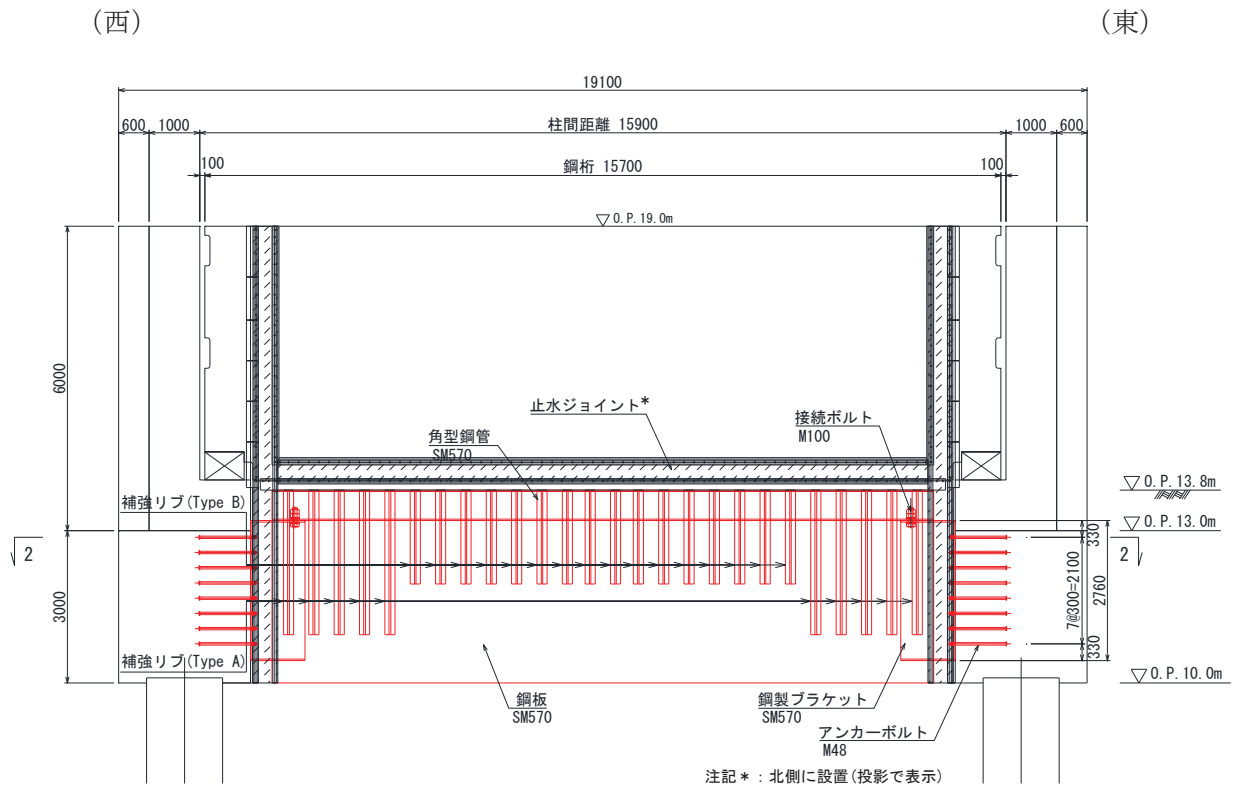 (西)
(東)
19100
600
1000
柱間距離 15900
1000
600
100
鋼桁 15700
100
▽O.P.19.0m
6000
止水ジョイント*
角型鋼管
SM570
接続ボルト
M100
▽O.P.13.8m
補強リブ(Type B)
▽O.P.13.0m
2
330
2
3000
7@300=2100
2760
補強リブ(Type A)
330
▽O.P.10.0m
鋼板
SM570
鋼製ブラケット
SM570
アンカーボルト
M48
注記*:北側に設置(投影で表示)